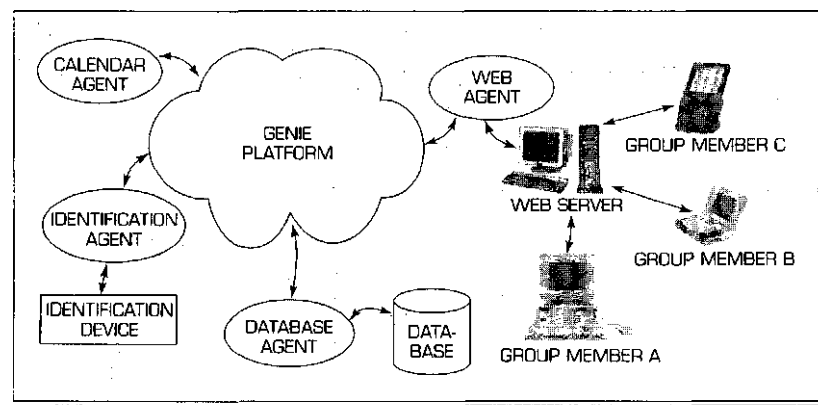 CALENDAR
AGENT
GENIE
PLATFORM
WEB
AGENT
GROUP MEMBER C
WEB SERVER
IDENTIFICATION
AGENT
GROUP MEMBER B
IDENTIFICATION
DEVICE
DATABASE
AGENT
DATA-
BASE
GROUP MEMBER A